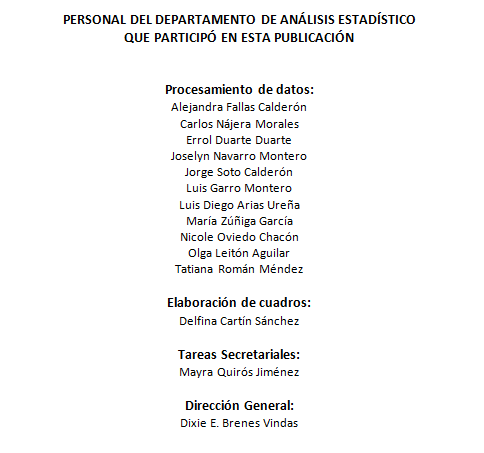 PERSONAL DEL DEPARTAMENTO DE ANÁLISIS ESTADÍSTICO
QUE PARTICIPÓ EN ESTA PUBLICACIÓN
Procesamiento de datos:
Alejandra Fallas Calderón
Carlos Nájera Morales
Errol Duarte Duarte
Joselyn Navarro Montero
Jorge Soto Calderón
Luis Garro Montero
Luis Diego Arias Ureña
María Zúñiga García
Nicole Oviedo Chacón
Olga Leitón Aguilar
Tatiana Román Méndez
Elaboración de cuadros:
Delfina Cartín Sánchez
Tareas Secretariales:
Mayra Quirós Jiménez
Dirección General:
Dixie E. Brenes Vindas